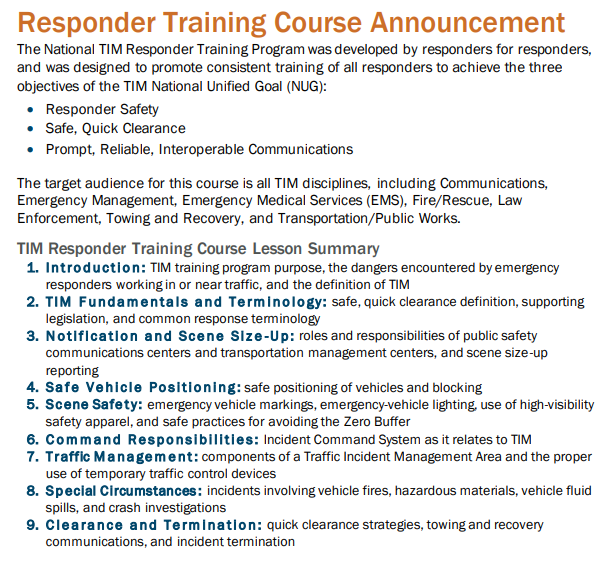 Responder Training Course Announcement
The National TIM Responder Training Program was developed by responders for responders,
and was designed to promote consistent training of all responders to achieve the three
objectives of the TIM National Unified Goal (NUG):
• Responder Safety
• Safe, Quick Clearance
• Prompt, Reliable, Interoperable Communications
The target audience for this course is all TIM disciplines, including Communications,
Emergency Management, Emergency Medical Services (EMS), Fire/Rescue, Law
Enforcement, Towing and Recovery, and Transportation/Public Works.
TIM Responder Training Course Lesson Summary
1. Introduction: TIM training program purpose, the dangers encountered by emergency
responders working in or near traffic, and the definition of TIM
2. TIM Fundamentals and Terminology: safe, quick clearance definition, supporting
legislation, and common response terminology
3. Notification and Scene Size-Up: roles and responsibilities of public safety
communications centers and transportation management centers, and scene size-up
reporting
4. Safe Vehicle Positioning: safe positioning of vehicles and blocking
5. Scene Safety: emergency vehicle markings, emergency-vehicle lighting, use of high-visibility
safety apparel, and safe practices for avoiding the Zero Buffer
6. Command Responsibilities: Incident Command System as it relates to TIM
7. Traffic Management: components of a Traffic Incident Management Area and the proper
use of temporary traffic control devices
8. Special Circumstances: incidents involving vehicle fires, hazardous materials, vehicle fluid
spills, and crash investigations
9. Clearance and Termination: quick clearance strategies, towing and recovery
communications, and incident termination